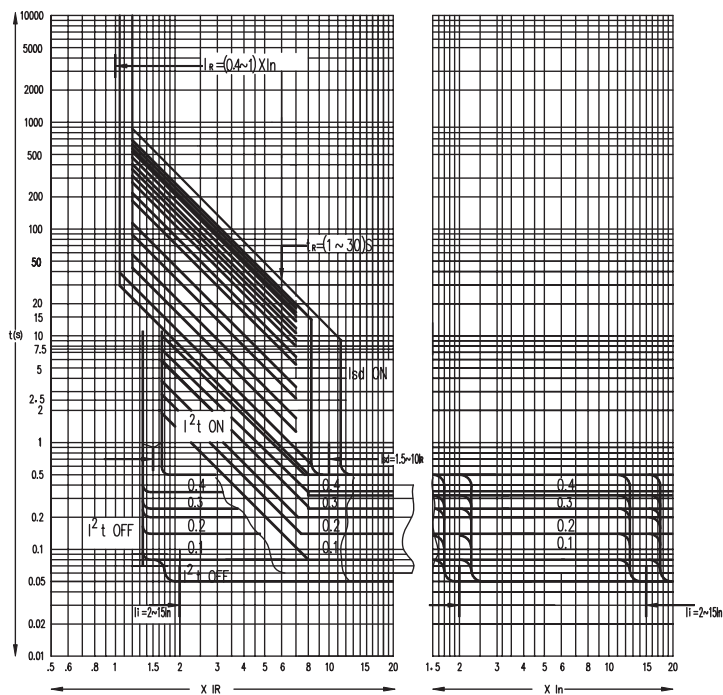 10000
5000
1000
500
200
100
50
20
15
10
t(s)
7.5
5
2.5
2
1
0.5
0.2
0.1
0.05
0.02
0.01
IR=(0.4~1)XIn
tR=(1~30)S
Isd ON
I²t ON
Isd=1.5~10IR
0.4
0.3
0.2
0.1
I²t OFF
I²t OFF
Ii=2~15In
0.4
0.3
0.2
0.1
0.4
0.3
0.2
0.1
Ii=2~15In
.5 .6 .8 1 1.5 2 3 4 5 6 8 10 15 20
X IR
1.5 2 3 4 5 6 8 10 15 20
X In